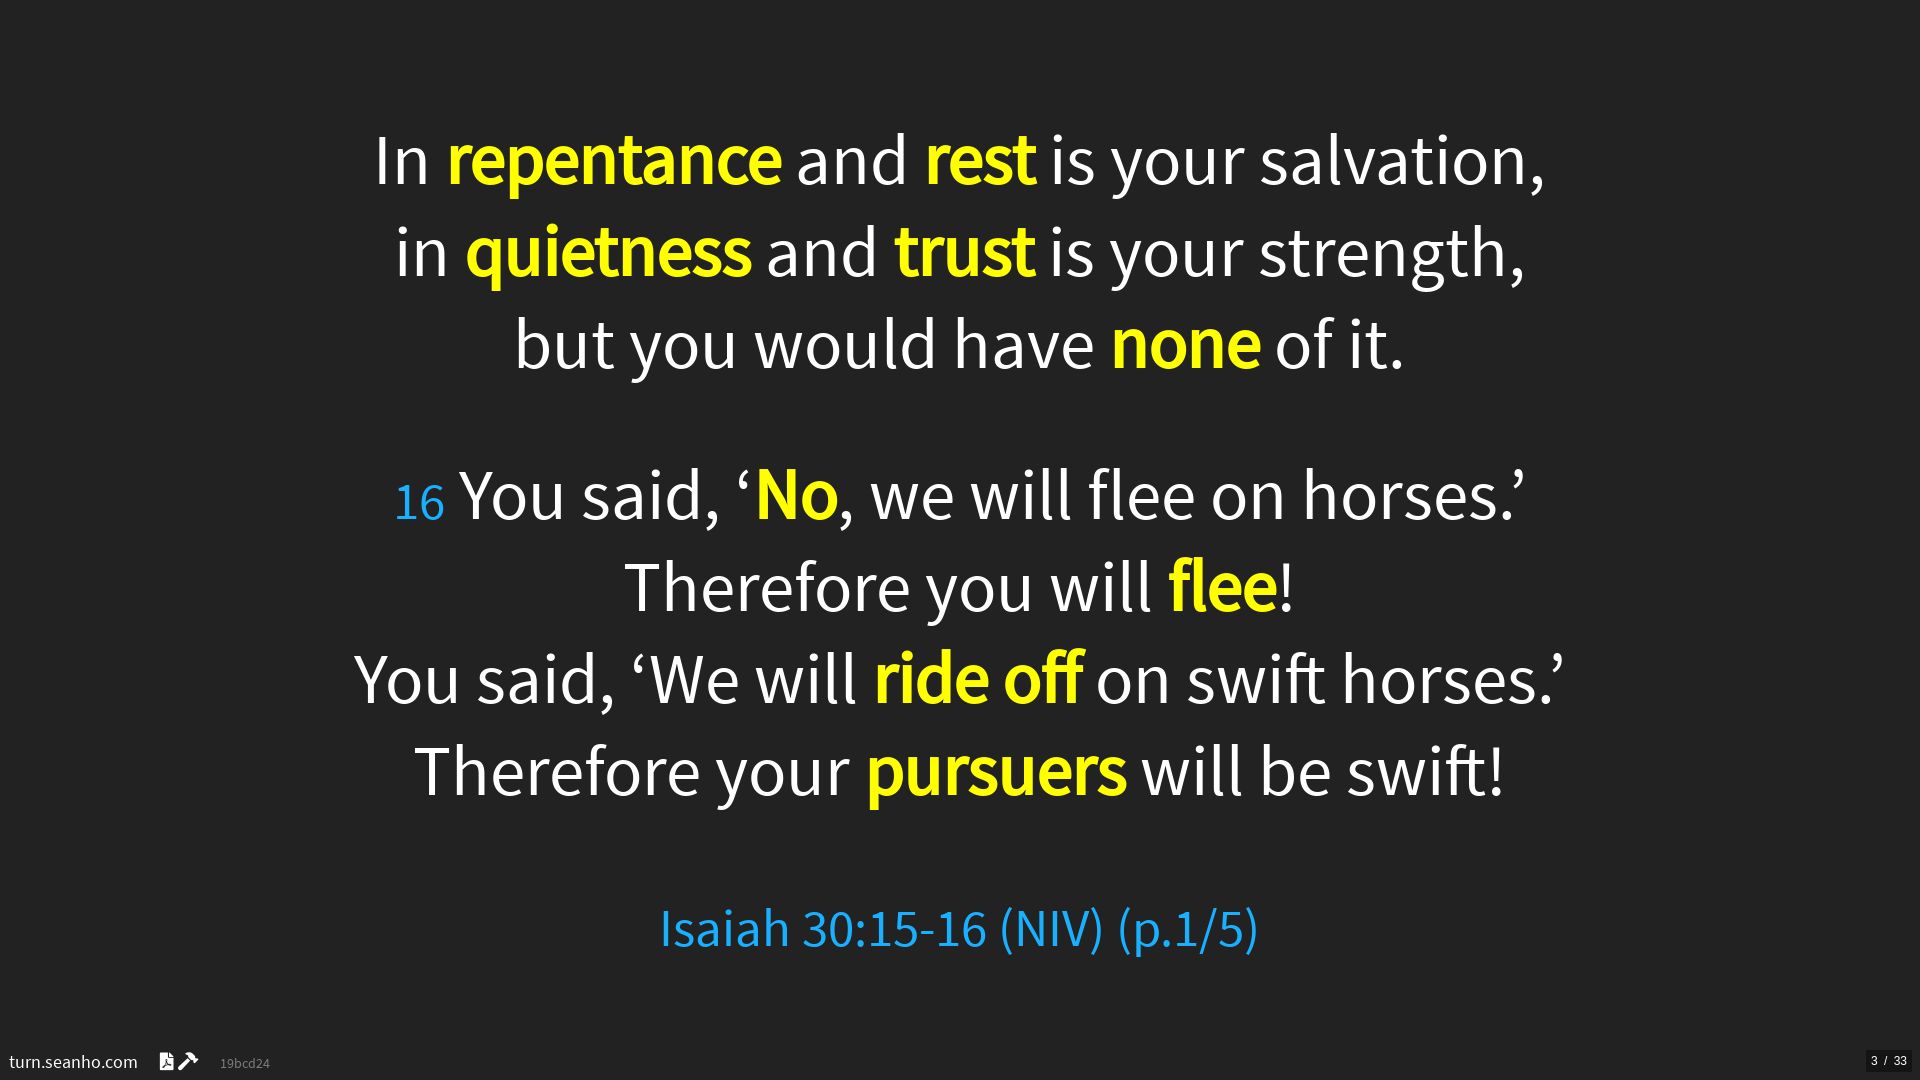 In repentance and rest is your salvation,
in quietness and trust is your strength,
but you would have none of it.
16 You said, ‘No, we will flee on horses.’
Therefore you will flee!
You said, ‘We will ride off on swift horses.’
Therefore your pursuers will be swift!
Isaiah 30:15-16 (NIV) (p.1/5)
turn.seanho.com 19bcd24 3 / 33